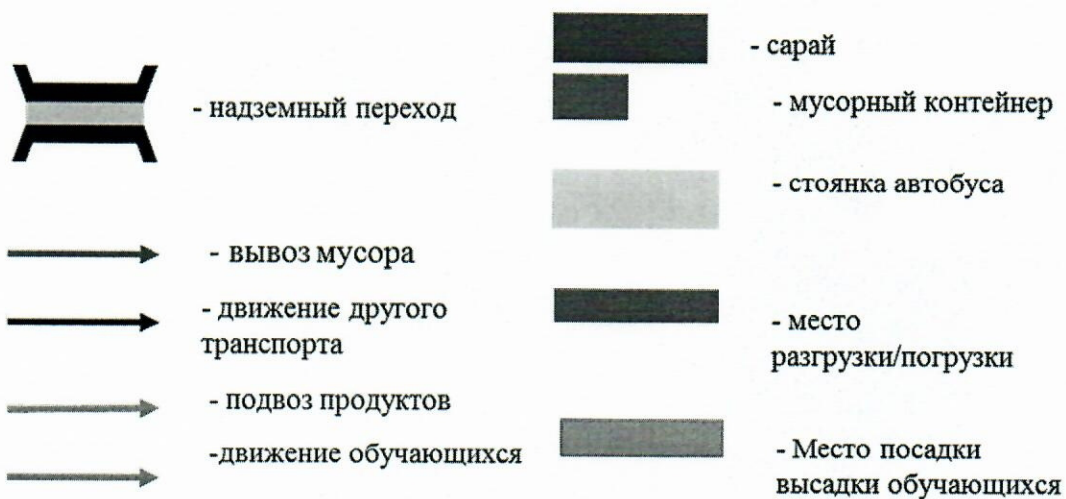 - надземный переход
- вывоз мусора
- движение другого
транспорта
- подвоз продуктов
-движение обучающихся
- сарай
- мусорный контейнер
- стоянка автобуса
- место
разгрузки/погрузки
- Место посадки
высадки обучающихся